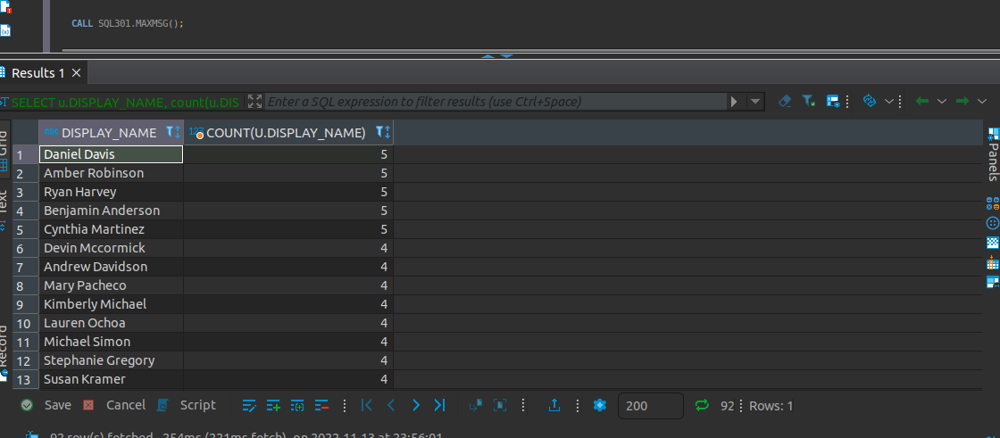 CALL SQL301.MAXMSG();
Results 1
SELECT u.DISPLAY_NAME, count(u.DIS
Enter a SQL expression to filter results (use Ctrl+Space)
Grid
Text
Record
Panels
ABC DISPLAY_NAME 123 COUNT(U.DISPLAY_NAME)
1 Daniel Davis 5
2 Amber Robinson 5
3 Ryan Harvey 5
4 Benjamin Anderson 5
5 Cynthia Martinez 5
6 Devin Mccormick 4
7 Andrew Davidson 4
8 Mary Pacheco 4
9 Kimberly Michael 4
10 Lauren Ochoa 4
11 Michael Simon 4
12 Stephanie Gregory 4
13 Susan Kramer 4
Save Cancel Script 200 92 Rows: 1
92 row(s) fetched - 254ms (221ms fetch), on 2022-11-13 at 23:56:01